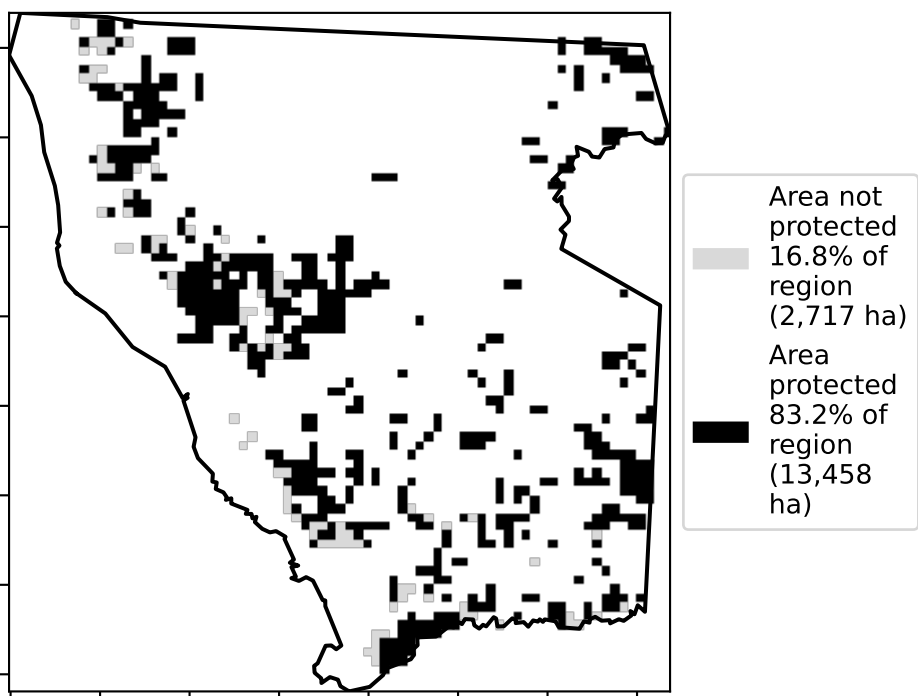 Area not
protected
16.8% of
region
(2,717 ha)
Area
protected
83.2% of
region
(13,458
ha)